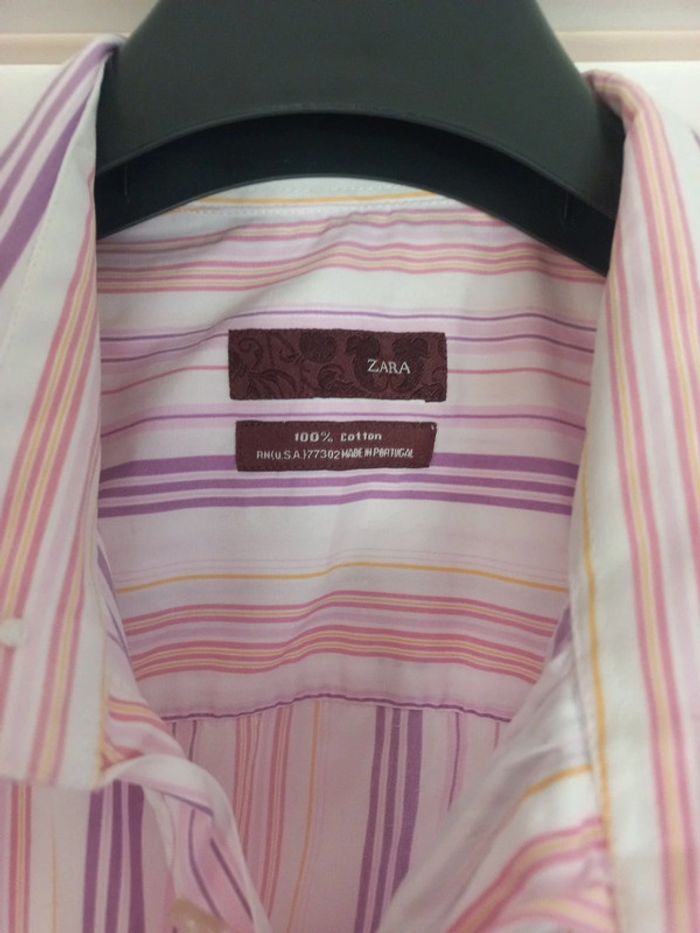 ZARA
100% Cotton
RN(U.S.A.)77302 MADE IN PORTUGAL